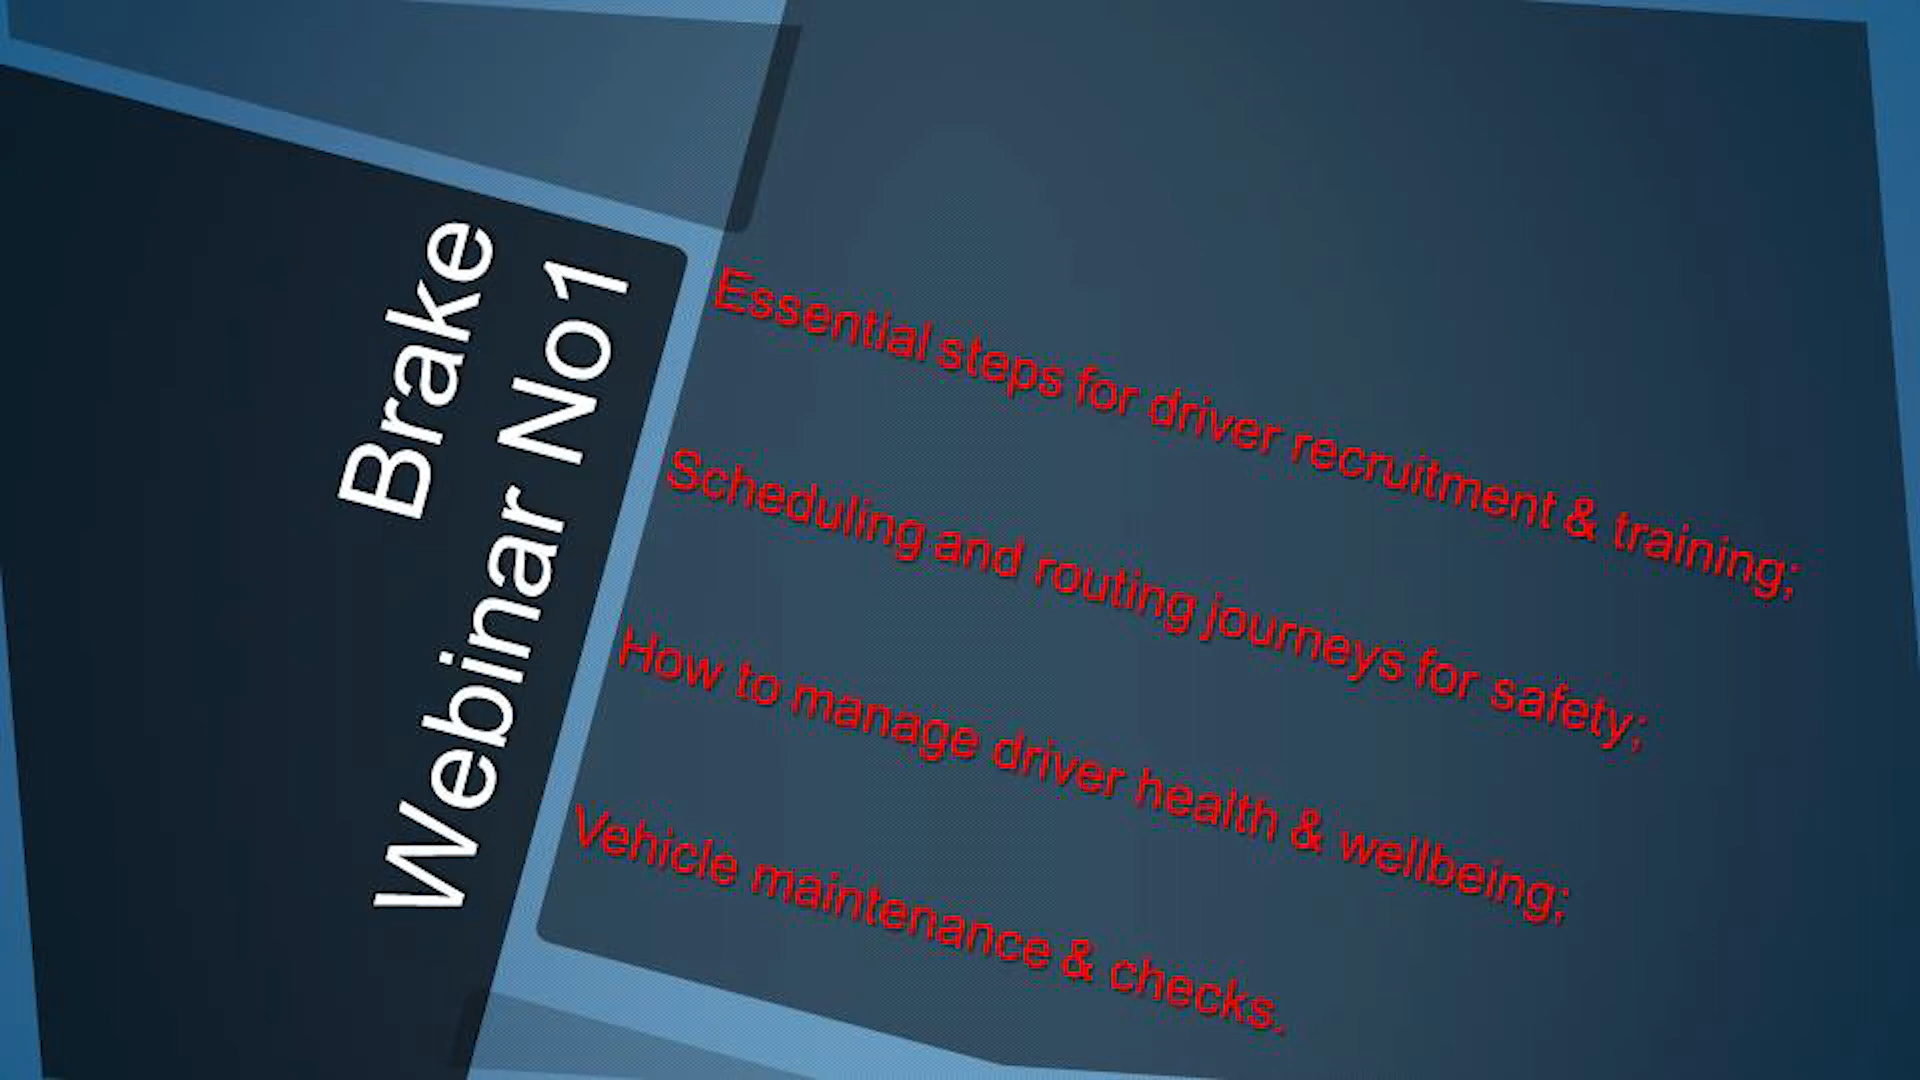 Brake
Webinar No1
Essential steps for driver recruitment & training;
Scheduling and routing journeys for safety;
How to manage driver health & wellbeing;
Vehicle maintenance & checks.